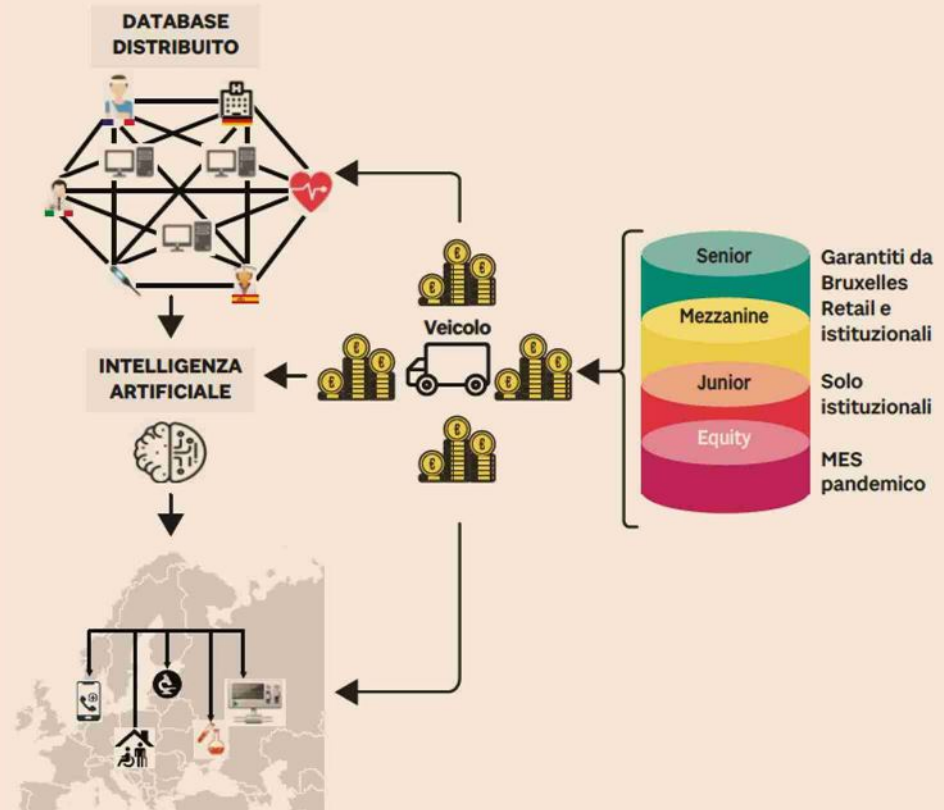 DATABASE
DISTRIBUITO
INTELLIGENZA
ARTIFICIALE
Veicolo
Senior
Mezzanine
Junior
Equity
Garantiti da
Bruxelles
Retail e
istituzionali
Solo
istituzionali
MES
pandemico